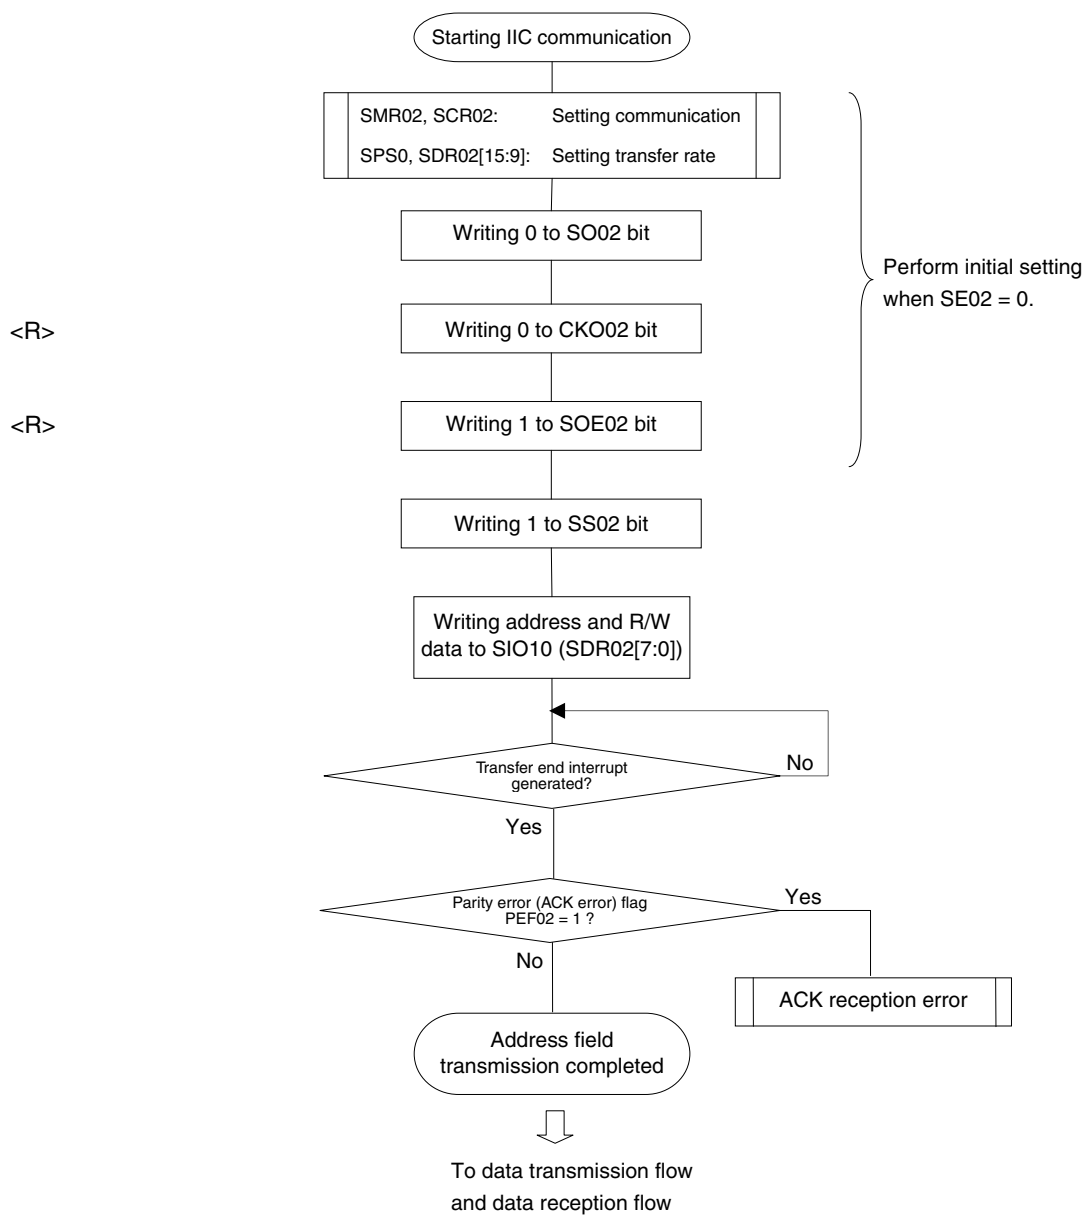 Starting IIC communication
SMR02, SCR02: Setting communication
SPS0, SDR02[15:9]: Setting transfer rate
Writing 0 to SO02 bit
Perform initial setting
when SE02 = 0.
<R>
Writing 0 to CKO02 bit
<R>
Writing 1 to SOE02 bit
Writing 1 to SS02 bit
Writing address and R/W
data to SIO10 (SDR02[7:0])
Transfer end interrupt
generated?
No
Yes
Parity error (ACK error) flag
PEF02 = 1 ?
Yes
No
ACK reception error
Address field
transmission completed
To data transmission flow
and data reception flow